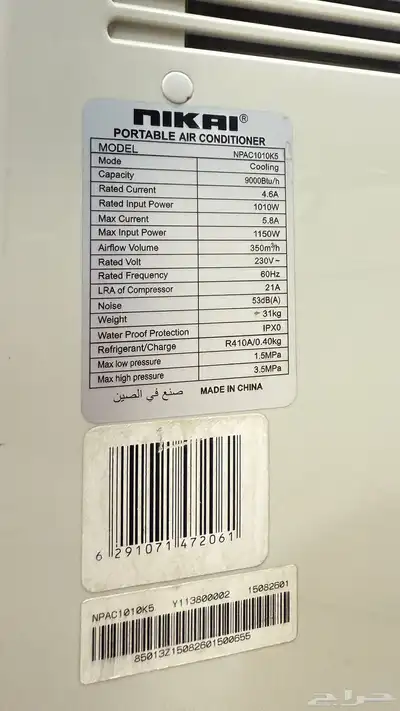 NIKAI®
PORTABLE AIR CONDITIONER
MODEL NPAC1010K5
Mode Cooling
Capacity 9000Btu/h
Rated Current 4.6A
Rated Input Power 1010W
Max Current 5.8A
Max Input Power 1150W
Airflow Volume 350m³/h
Rated Volt 230V~
Rated Frequency 60Hz
LRA of Compressor 21A
Noise 53dB(A)
Weight 31kg
Water Proof Protection IPX0
Refrigerant/Charge R410A/0.40kg
Max low pressure 1.5MPa
Max high pressure 3.5MPa
صنع في الصين MADE IN CHINA
6 291071 472061
NPAC1010K5 Y113800002 15082601
85013Z15082601500655
حراج